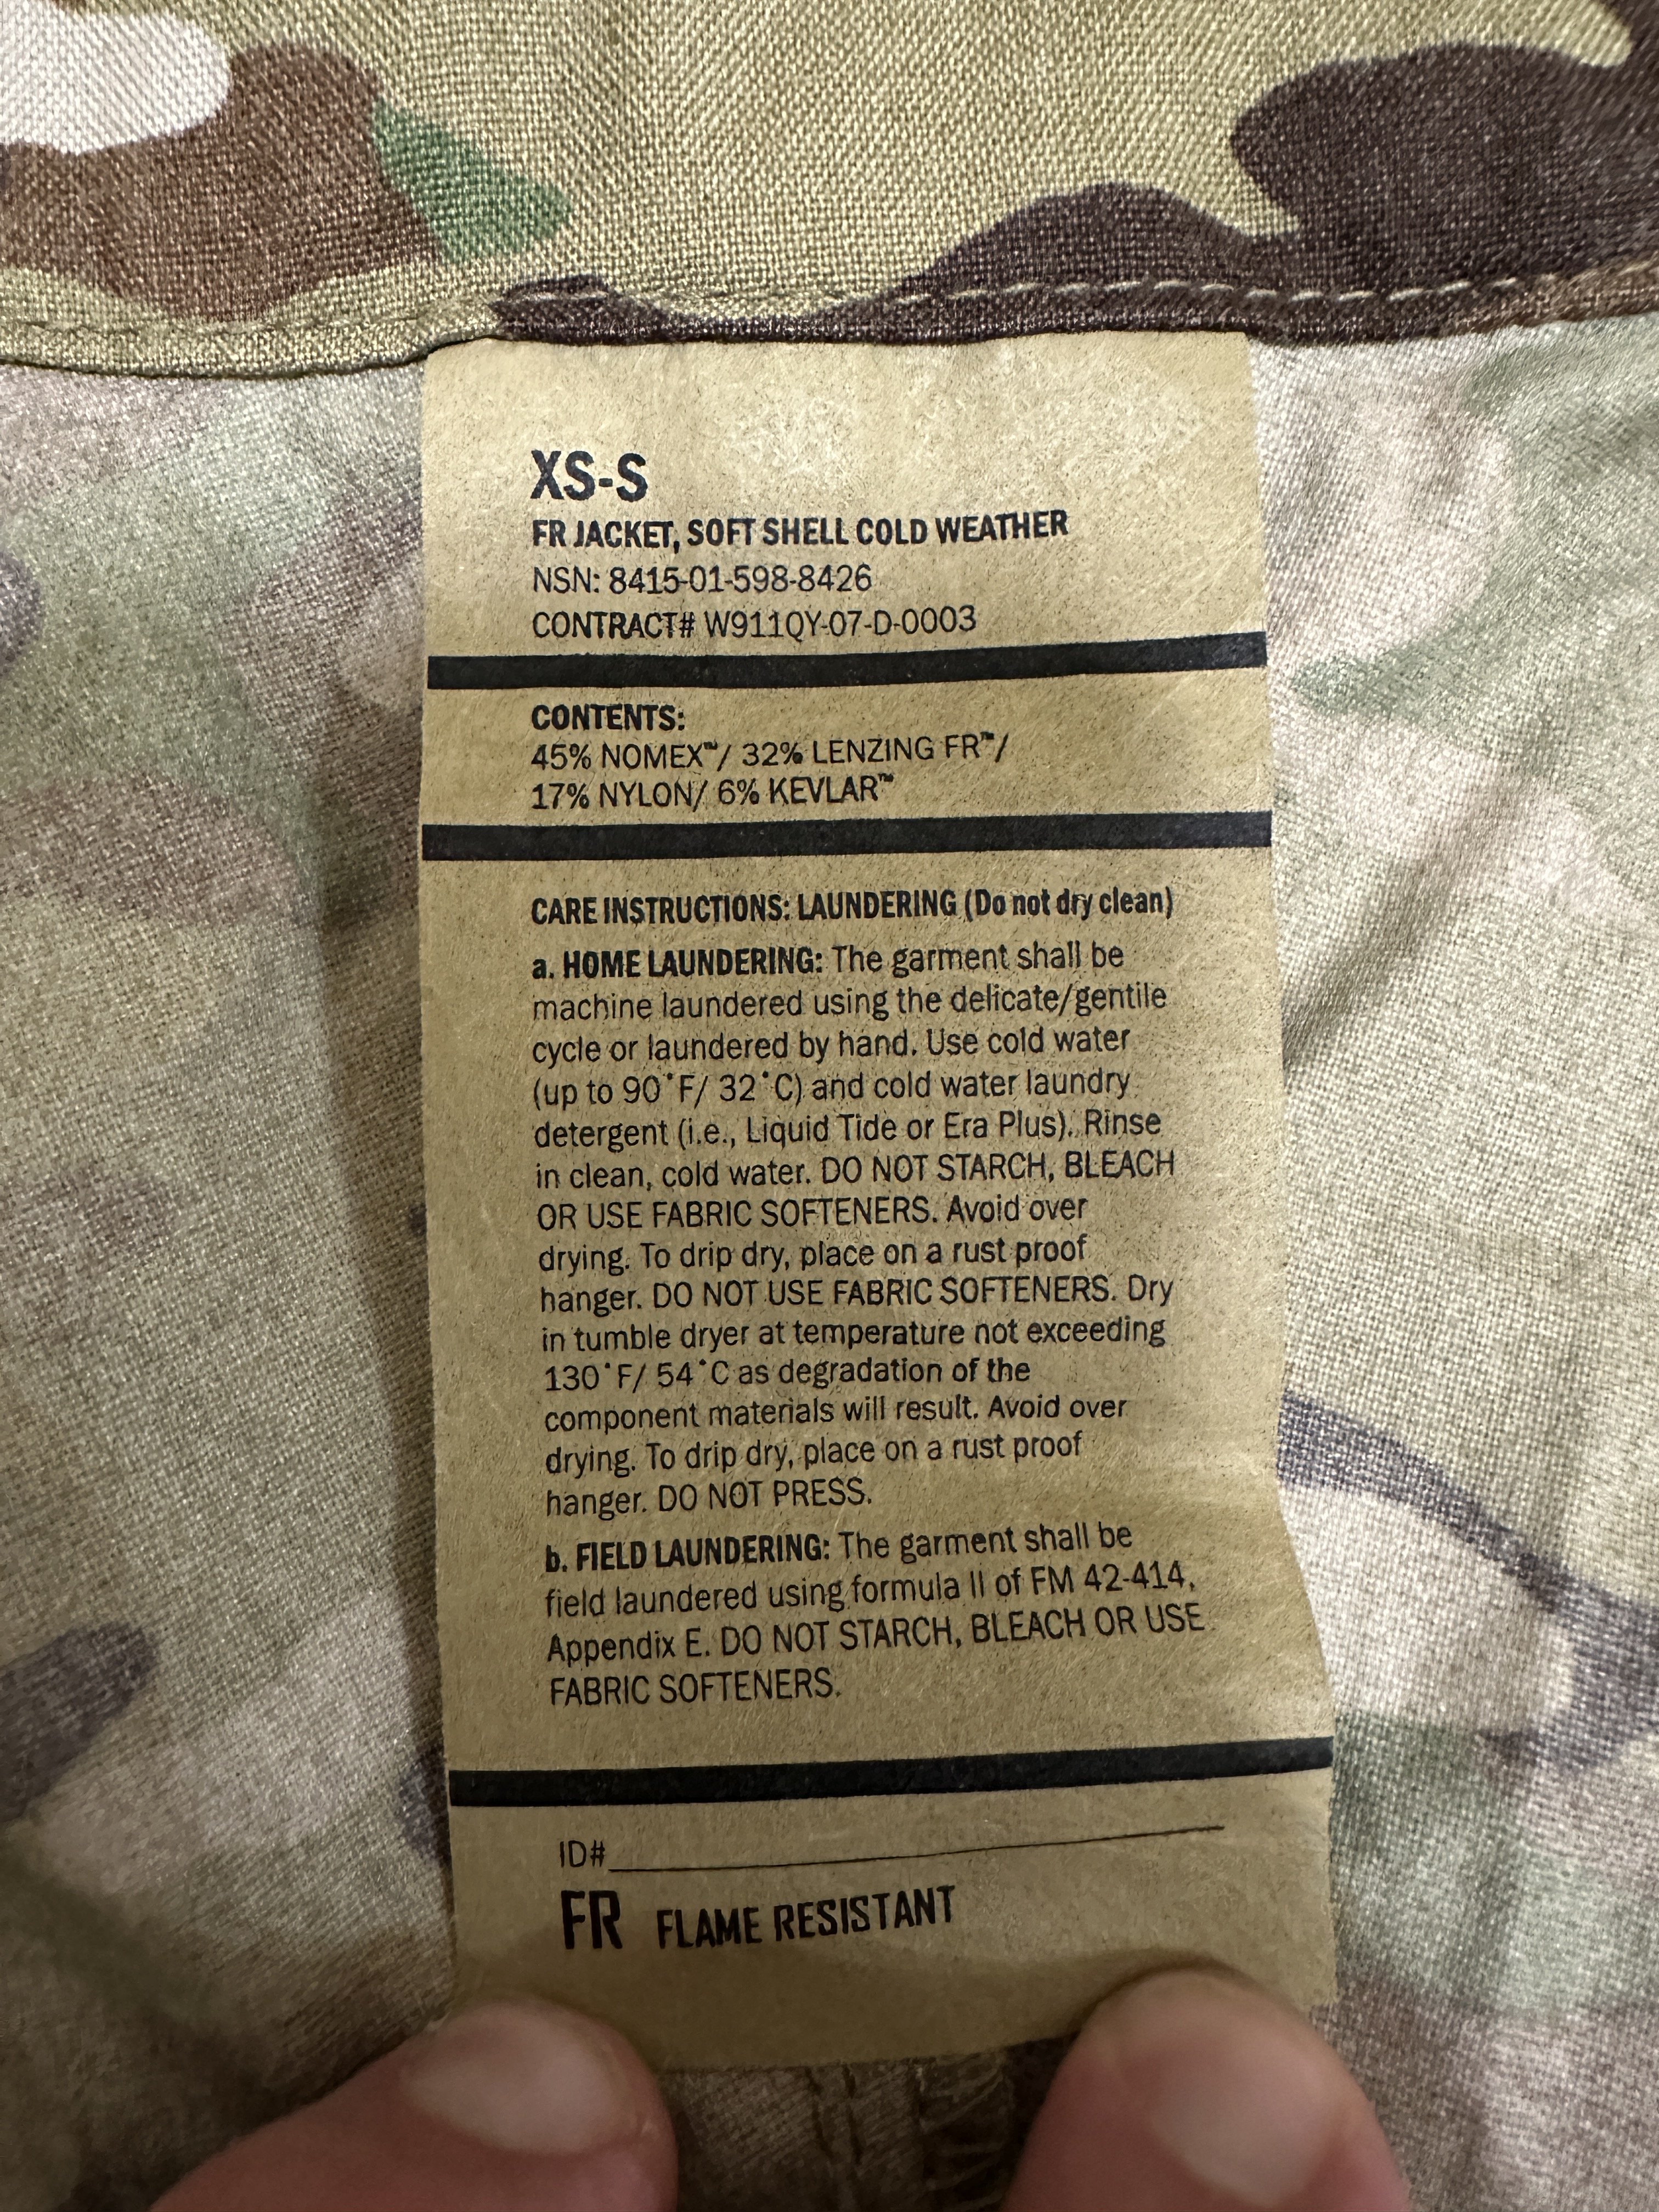 XS-S
FR JACKET, SOFT SHELL COLD WEATHER
NSN: 8415-01-598-8426
CONTRACT# W911QY-07-D-0003
CONTENTS:
45% NOMEX™/ 32% LENZING FR™/
17% NYLON/ 6% KEVLAR™
CARE INSTRUCTIONS: LAUNDERING (Do not dry clean)
a. HOME LAUNDERING: The garment shall be
machine laundered using the delicate/gentile
cycle or laundered by hand. Use cold water
(up to 90˚F/ 32˚C) and cold water laundry
detergent (i.e., Liquid Tide or Era Plus). Rinse
in clean, cold water. DO NOT STARCH, BLEACH
OR USE FABRIC SOFTENERS. Avoid over
drying. To drip dry, place on a rust proof
hanger. DO NOT USE FABRIC SOFTENERS. Dry
in tumble dryer at temperature not exceeding
130˚F/ 54˚C as degradation of the
component materials will result. Avoid over
drying. To drip dry, place on a rust proof
hanger. DO NOT PRESS.
b. FIELD LAUNDERING: The garment shall be
field laundered using formula II of FM 42-414,
Appendix E. DO NOT STARCH, BLEACH OR USE
FABRIC SOFTENERS.
ID#
FR FLAME RESISTANT